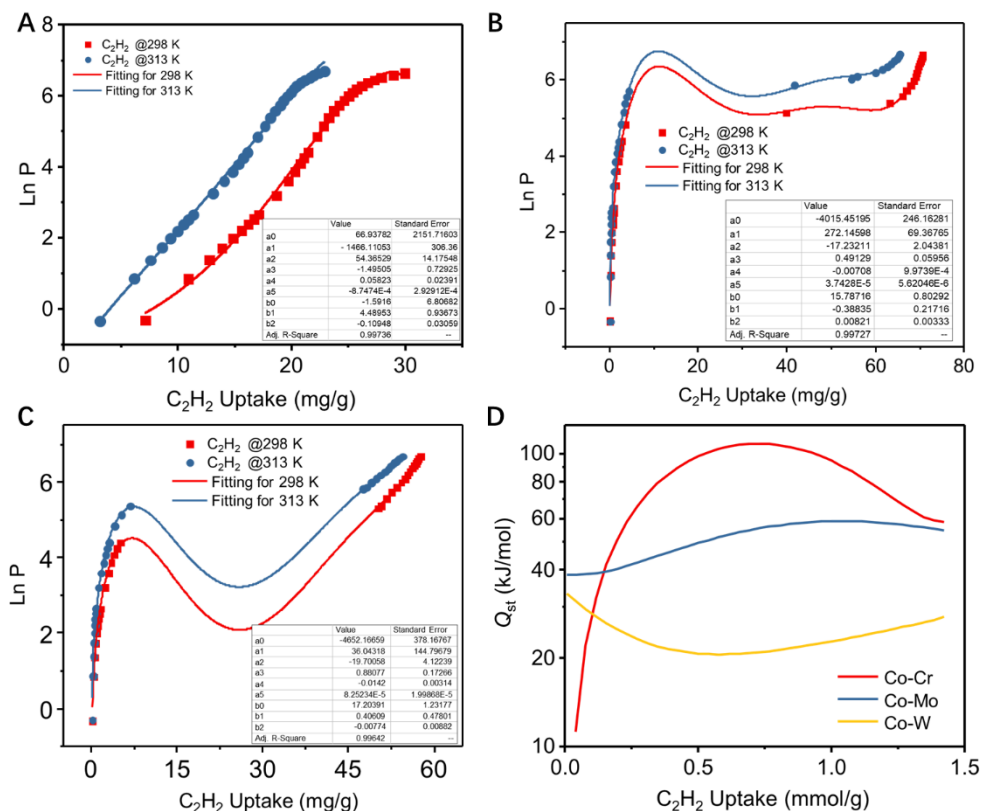 A
8
6
4
2
0
Ln P
C₂H₂ @298 K
C₂H₂ @313 K
Fitting for 298 K
Fitting for 313 K
Value Standard Error
a0 66.93782 2151.71603
a1 - 1466.11053 306.36
a2 54.36529 14.17548
a3 -1.49505 0.72925
a4 0.05823 0.02391
a5 -8.7474E-4 2.92912E-4
b0 -1.5916 6.80682
b1 4.48953 0.93673
b2 -0.10948 0.03059
Adj. R-Square 0.99736 --
0 10 20 30
C₂H₂ Uptake (mg/g)
B
6
4
2
0
Ln P
C₂H₂ @298 K
C₂H₂ @313 K
Fitting for 298 K
Fitting for 313 K
Value Standard Error
a0 -4015.45195 246.16281
a1 272.14598 69.36765
a2 -17.23211 2.04381
a3 0.49129 0.05956
a4 -0.00708 9.9739E-4
a5 3.7428E-5 5.62046E-6
b0 15.78716 0.80292
b1 -0.38835 0.21716
b2 0.00821 0.00333
Adj. R-Square 0.99727 --
0 20 40 60 80
C₂H₂ Uptake (mg/g)
C
6
4
2
0
Ln P
C₂H₂ @298 K
C₂H₂ @313 K
Fitting for 298 K
Fitting for 313 K
Value Standard Error
a0 -4652.16659 378.16767
a1 36.04318 144.79679
a2 -19.70058 4.12239
a3 0.88077 0.17266
a4 -0.0142 0.00314
a5 8.25234E-5 1.99868E-5
b0 17.20391 1.23177
b1 0.40609 0.47801
b2 -0.00774 0.00882
Adj. R-Square 0.99642 --
0 15 30 45 60
C₂H₂ Uptake (mg/g)
D
100
80
60
40
20
10
Qst (kJ/mol)
Co-Cr
Co-Mo
Co-W
0.0 0.5 1.0 1.5
C₂H₂ Uptake (mmol/g)